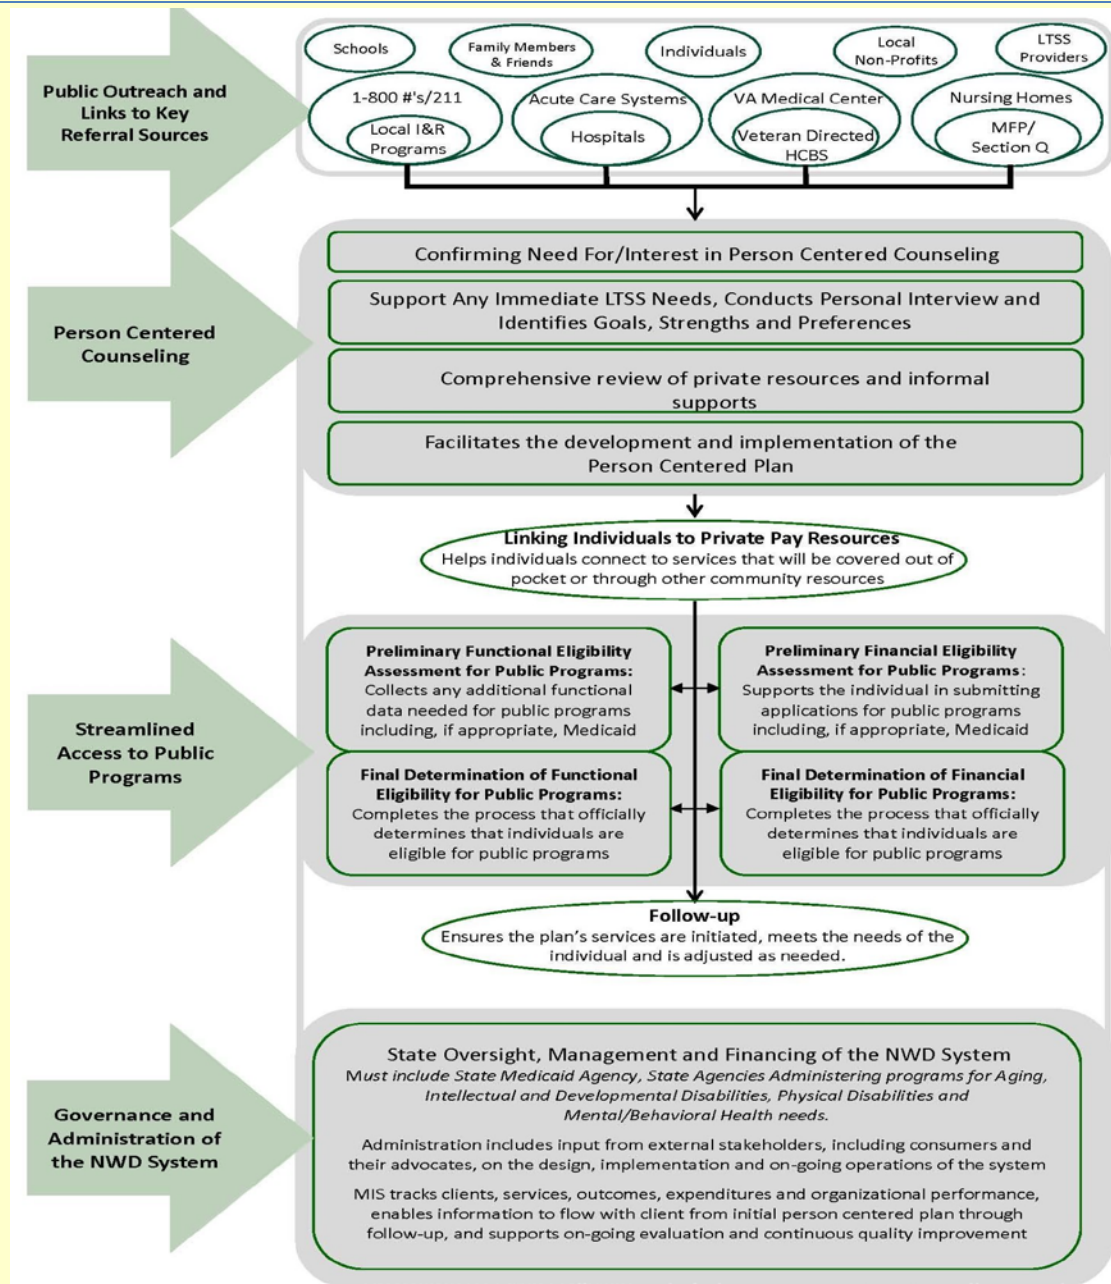 Public Outreach and
Links to Key
Referral Sources
Schools
Family Members
& Friends
Individuals
Local
Non-Profits
LTSS
Providers
1-800 #'s/211
Local I&R
Programs
Acute Care Systems
Hospitals
VA Medical Center
Veteran Directed
HCBS
Nursing Homes
MFP/
Section Q
Person Centered
Counseling
Confirming Need For/Interest in Person Centered Counseling
Support Any Immediate LTSS Needs, Conducts Personal Interview and
Identifies Goals, Strengths and Preferences
Comprehensive review of private resources and informal
supports
Facilitates the development and implementation of the
Person Centered Plan
Linking Individuals to Private Pay Resources
Helps individuals connect to services that will be covered out of
pocket or through other community resources
Streamlined
Access to Public
Programs
Preliminary Functional Eligibility
Assessment for Public Programs:
Collects any additional functional
data needed for public programs
including, if appropriate, Medicaid
Preliminary Financial Eligibility
Assessment for Public Programs:
Supports the individual in submitting
applications for public programs
including, if appropriate, Medicaid
Final Determination of Functional
Eligibility for Public Programs:
Completes the process that officially
determines that individuals are
eligible for public programs
Final Determination of Financial
Eligibility for Public Programs:
Completes the process that officially
determines that individuals are
eligible for public programs
Follow-up
Ensures the plan's services are initiated, meets the needs of the
individual and is adjusted as needed.
Governance and
Administration of
the NWD System
State Oversight, Management and Financing of the NWD System
Must include State Medicaid Agency, State Agencies Administering programs for Aging,
Intellectual and Developmental Disabilities, Physical Disabilities and
Mental/Behavioral Health needs.
Administration includes input from external stakeholders, including consumers and
their advocates, on the design, implementation and on-going operations of the system
MIS tracks clients, services, outcomes, expenditures and organizational performance,
enables information to flow with client from initial person centered plan through
follow-up, and supports on-going evaluation and continuous quality improvement